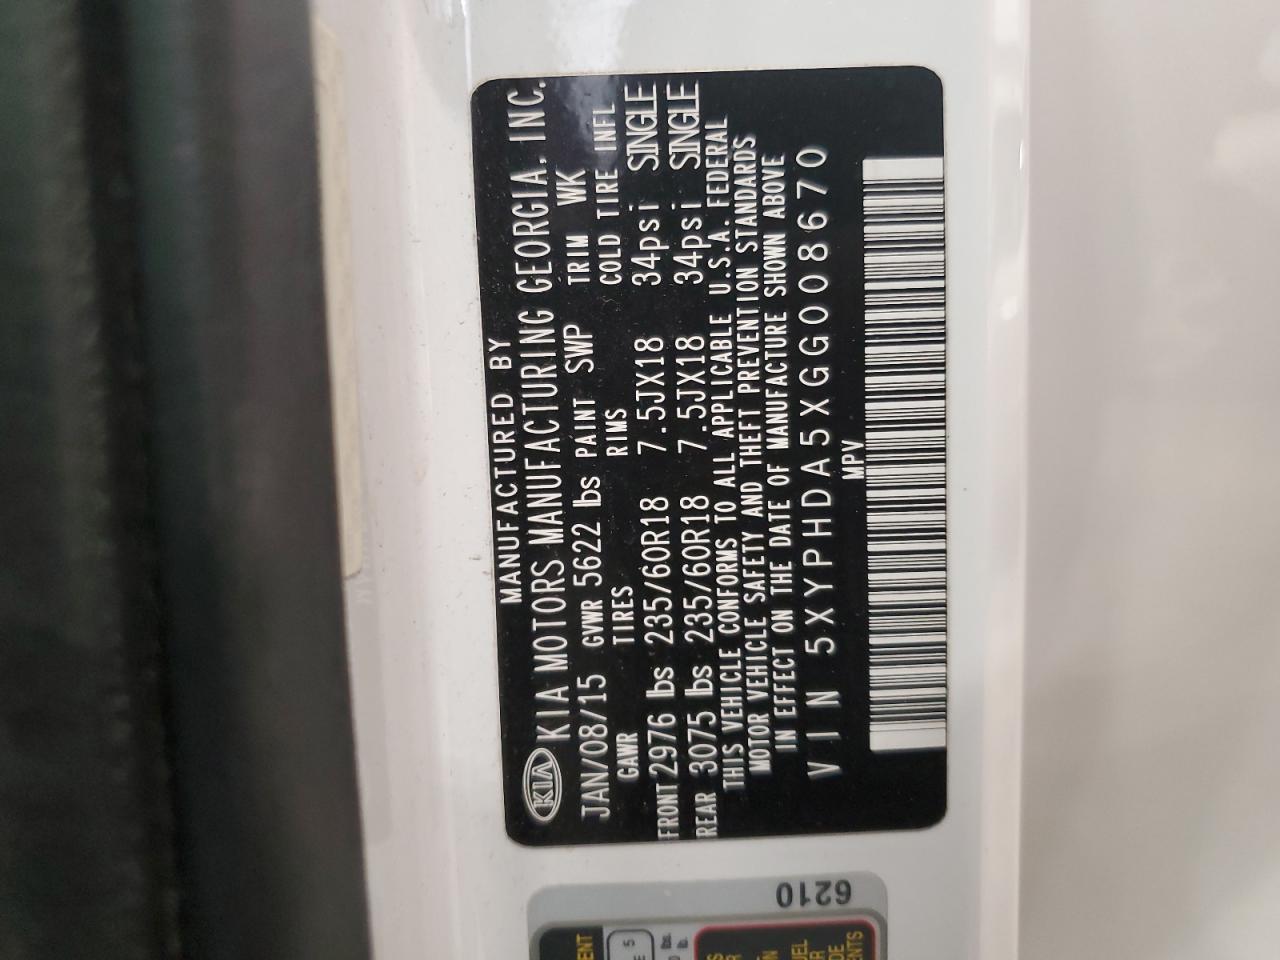 MANUFACTURED BY
KIA KIA MOTORS MANUFACTURING GEORGIA, INC.
JAN/08/15 GVWR 5622 lbs PAINT SWP TRIM WK
GAWR TIRES RIMS COLD TIRE INFL
FRONT 2976 lbs 235/60R18 7.5JX18 34psi SINGLE
REAR 3075 lbs 235/60R18 7.5JX18 34psi SINGLE
THIS VEHICLE CONFORMS TO ALL APPLICABLE U.S.A. FEDERAL
MOTOR VEHICLE SAFETY AND THEFT PREVENTION STANDARDS
IN EFFECT ON THE DATE OF MANUFACTURE SHOWN ABOVE
VIN 5XYPHDA5XGG008670
MPV
6210